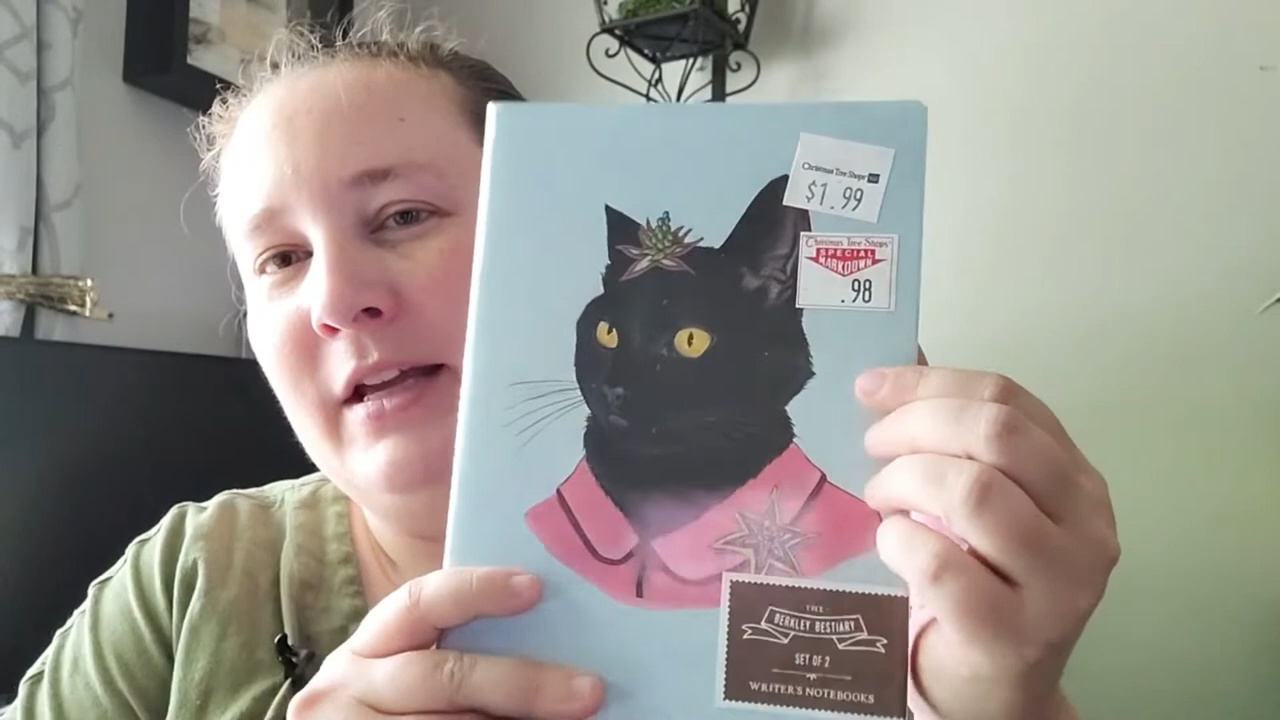 Christmas Tree Shops
$1.99
Christmas Tree Shops
SPECIAL
MARKDOWN
.98
THE
BERKLEY BESTIARY
SET OF 2
WRITER'S NOTEBOOKS